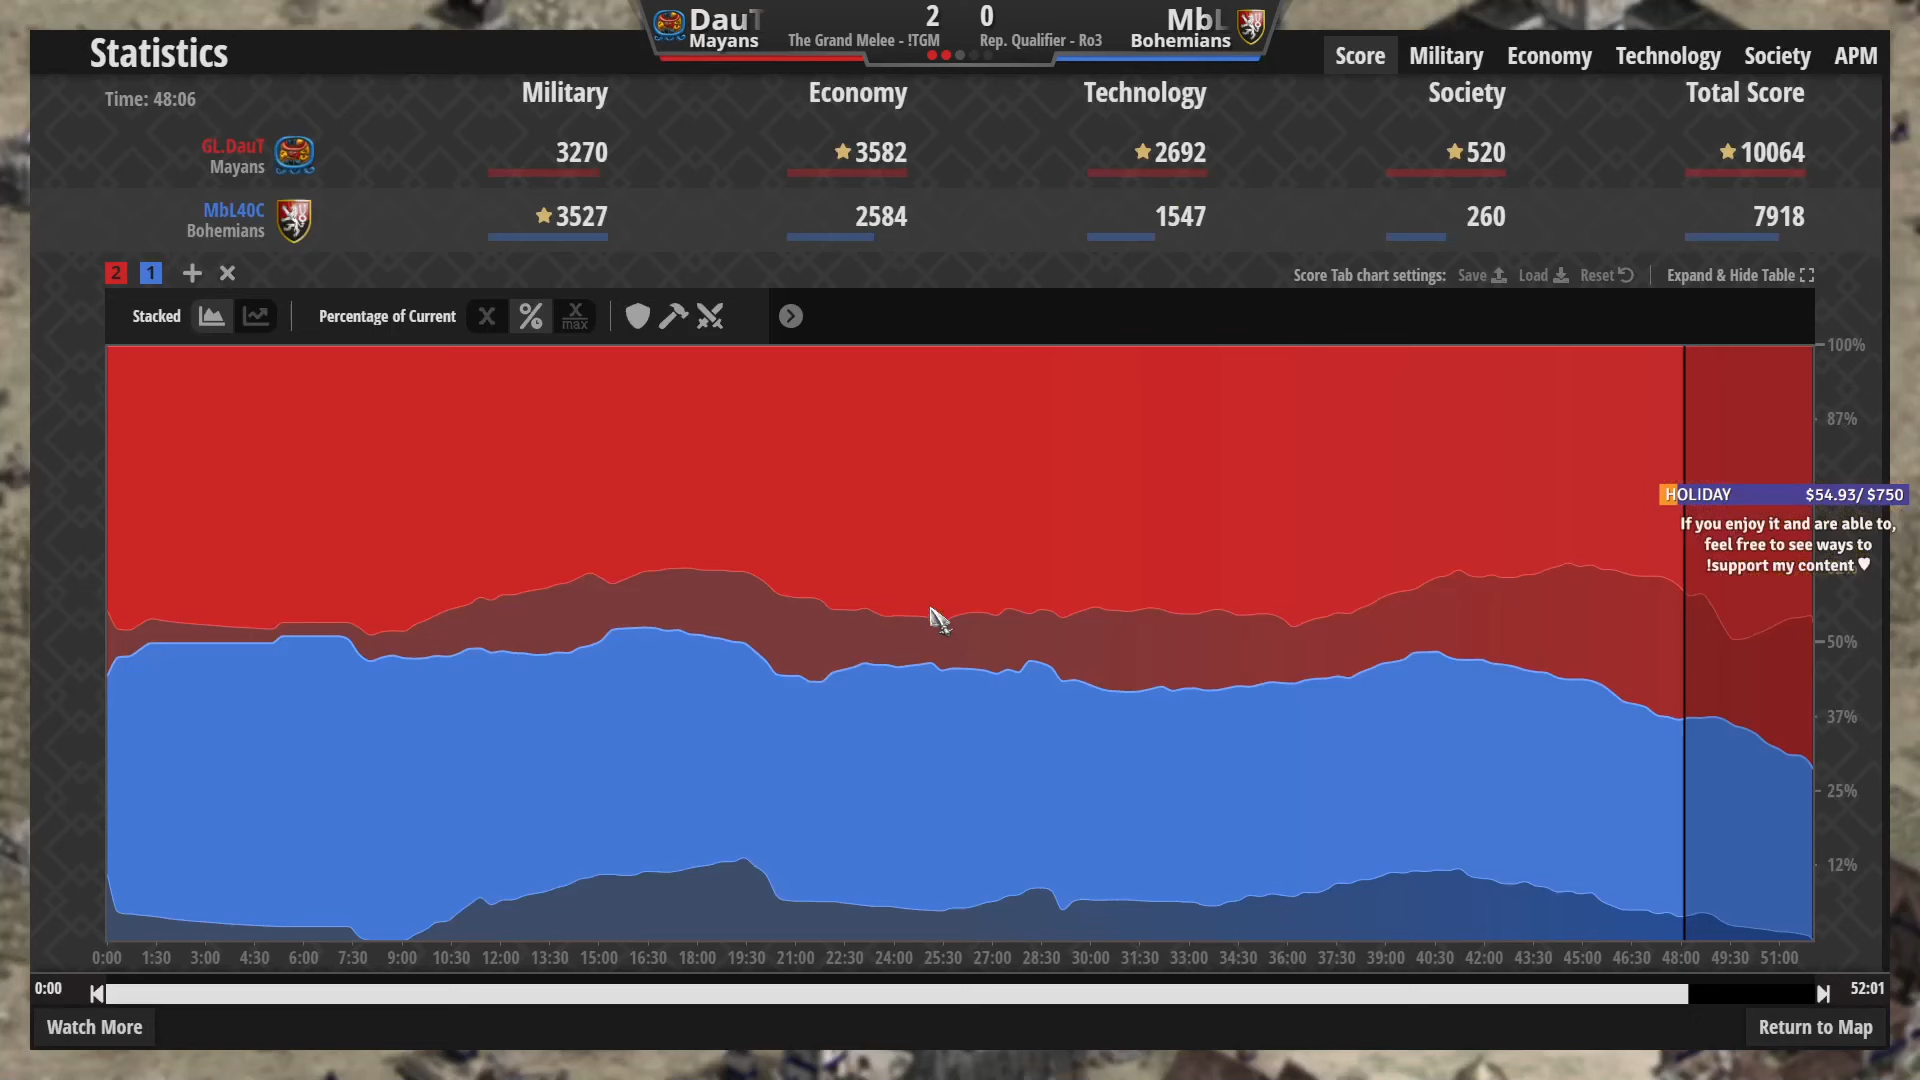 DauT
Mayans
2
0
MbL
Bohemians
The Grand Melee - !TGM
Rep. Qualifier - Ro3
Statistics
Score
Military
Economy
Technology
Society
APM
Time: 48:06
Military
Economy
Technology
Society
Total Score
GL.DauT
Mayans
3270
3582
2692
520
10064
MbL40C
Bohemians
3527
2584
1547
260
7918
2
1
Score Tab chart settings:
Save
Load
Reset
Expand & Hide Table
Stacked
Percentage of Current
X
%
X
max
100%
87%
HOLIDAY
$54.93/ $750
If you enjoy it and are able to,
feel free to see ways to
!support my content ♥
50%
37%
25%
12%
0:00
1:30
3:00
4:30
6:00
7:30
9:00
10:30
12:00
13:30
15:00
16:30
18:00
19:30
21:00
22:30
24:00
25:30
27:00
28:30
30:00
31:30
33:00
34:30
36:00
37:30
39:00
40:30
42:00
43:30
45:00
46:30
48:00
49:30
51:00
0:00
52:01
Watch More
Return to Map